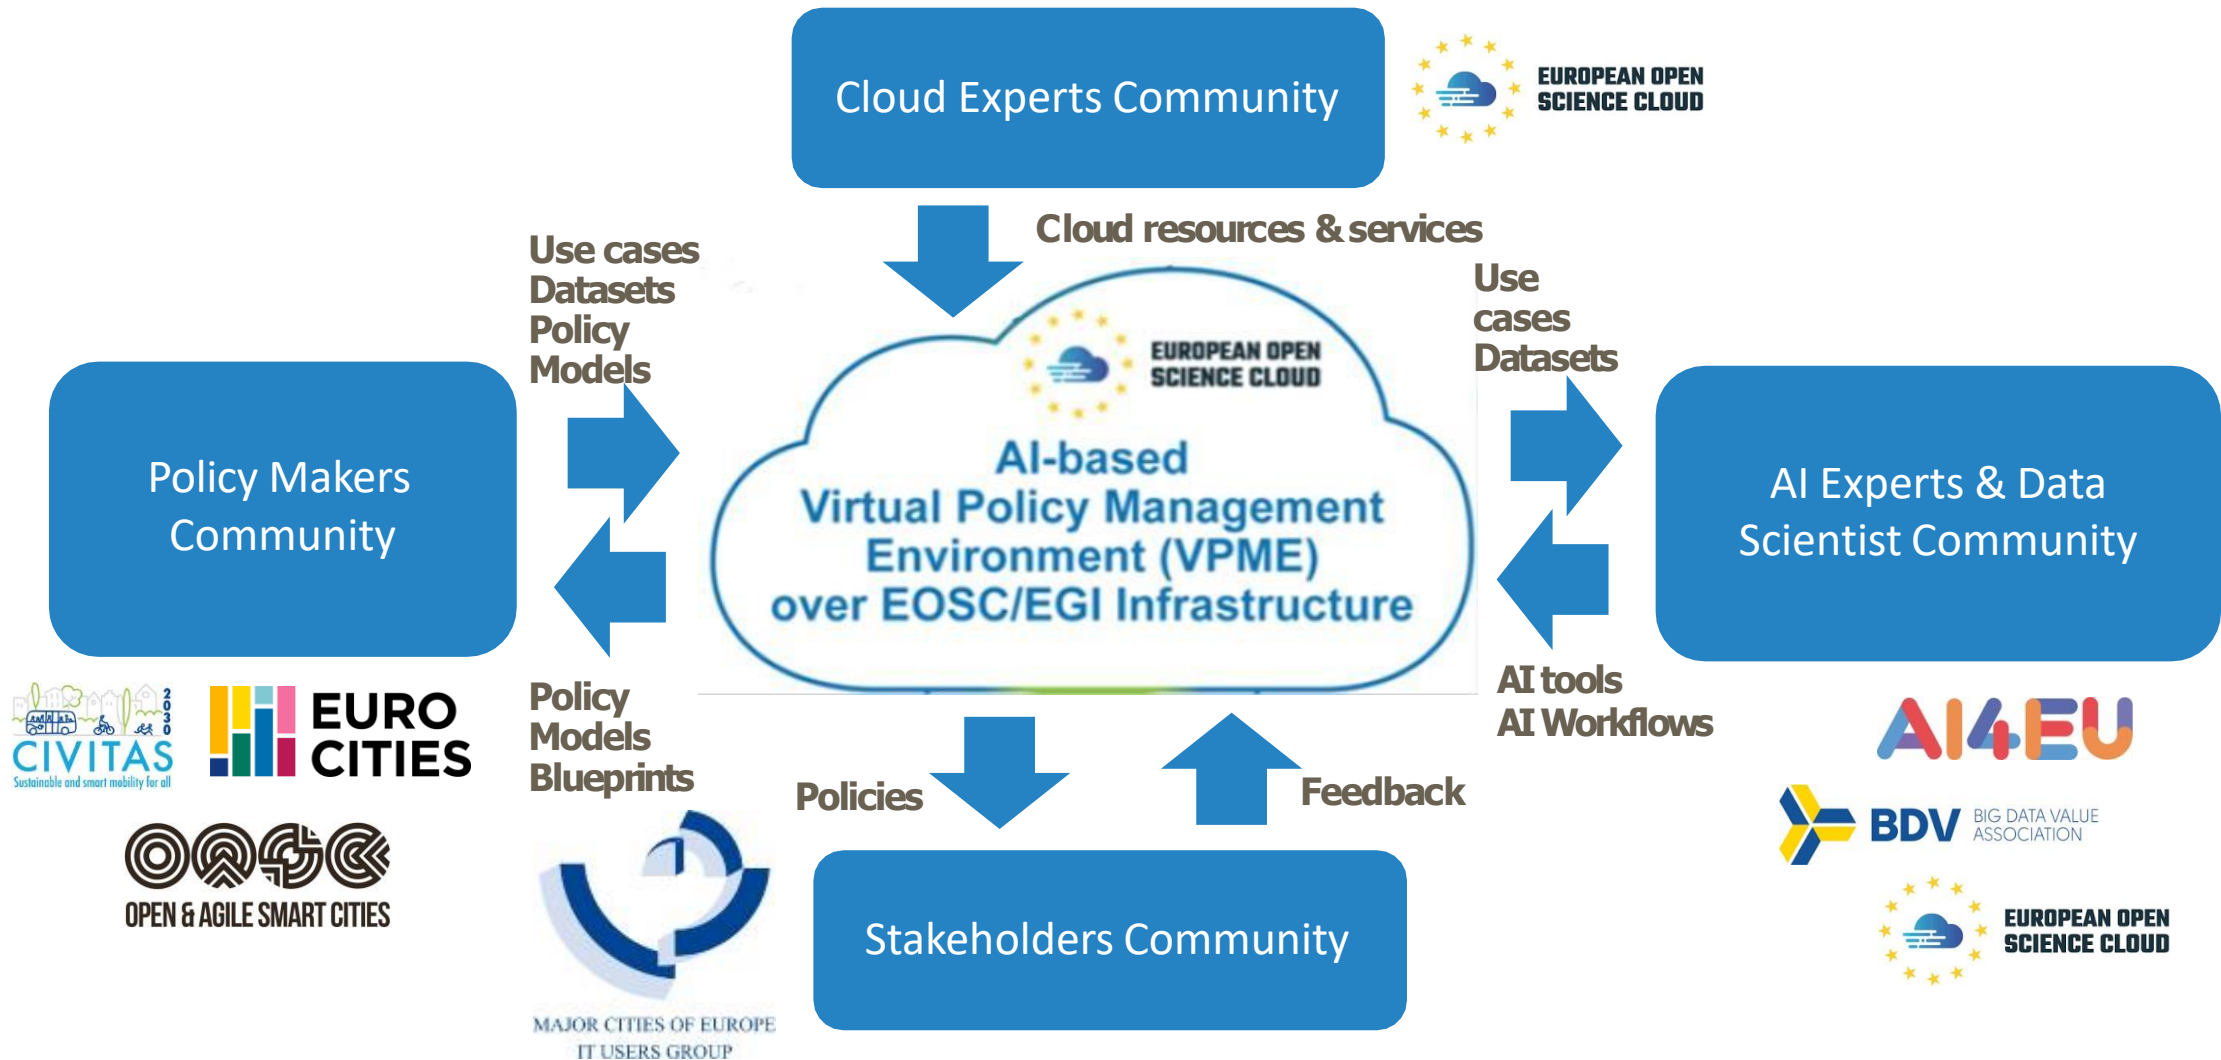 Cloud Experts Community
EUROPEAN OPEN
SCIENCE CLOUD
Cloud resources & services
Use cases
Datasets
Policy
Models
Use
cases
Datasets
EUROPEAN OPEN
SCIENCE CLOUD
AI-based
Virtual Policy Management
Environment (VPME)
over EOSC/EGI Infrastructure
Policy Makers
Community
AI Experts & Data
Scientist Community
Policy
Models
Blueprints
AI tools
AI Workflows
Policies
Feedback
Stakeholders Community
2030
CIVITAS
Sustainable and smart mobility for all
EURO
CITIES
OASC
OPEN & AGILE SMART CITIES
MAJOR CITIES OF EUROPE
IT USERS GROUP
AI4EU
BDV
BIG DATA VALUE
ASSOCIATION
EUROPEAN OPEN
SCIENCE CLOUD